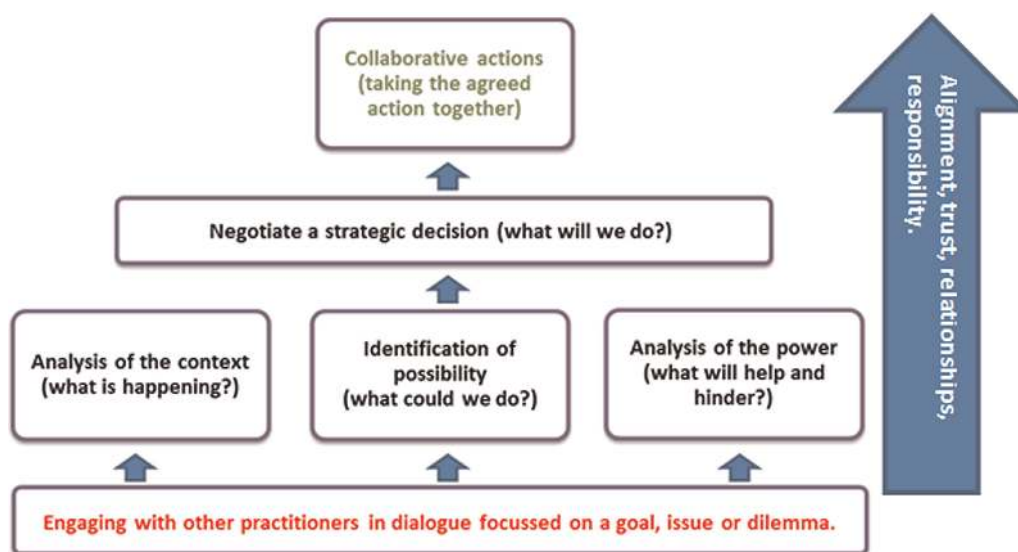 Collaborative actions
(taking the agreed
action together)
Negotiate a strategic decision (what will we do?)
Analysis of the context
(what is happening?)
Identification of
possibility
(what could we do?)
Analysis of the power
(what will help and
hinder?)
Engaging with other practitioners in dialogue focussed on a goal, issue or dilemma.
Alignment, trust, relationships,
responsibility.